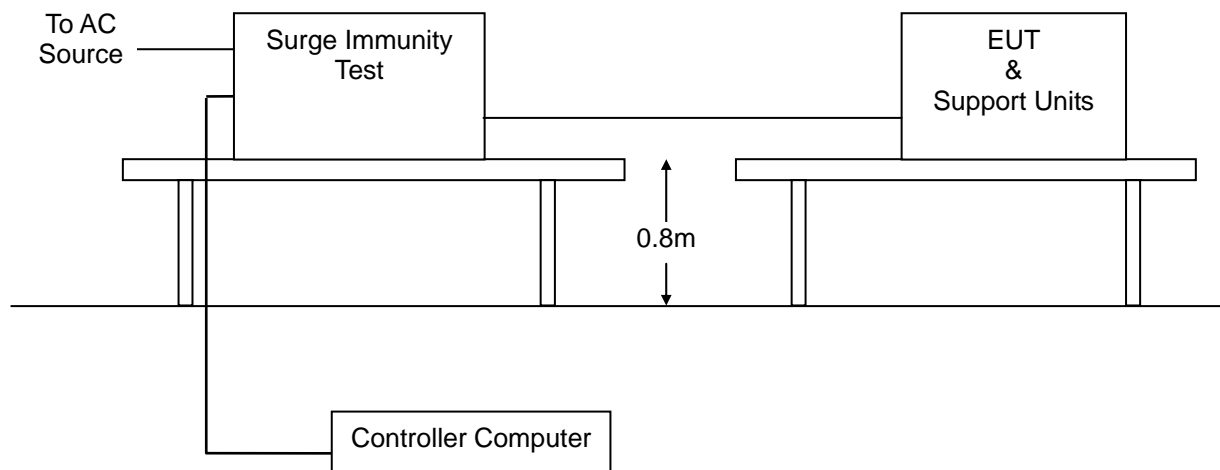 To AC
Source
Surge Immunity
Test
EUT
&
Support Units
0.8m
Controller Computer